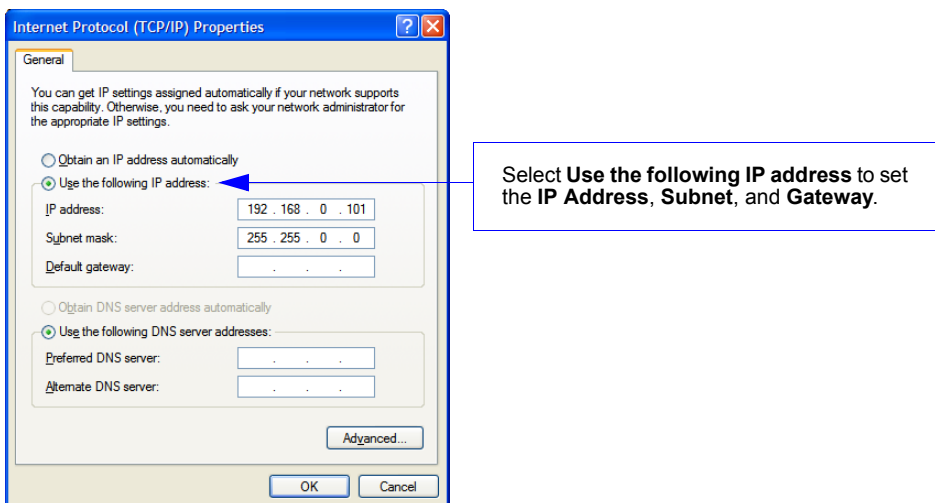 Internet Protocol (TCP/IP) Properties
General
You can get IP settings assigned automatically if your network supports
this capability. Otherwise, you need to ask your network administrator for
the appropriate IP settings.
Obtain an IP address automatically
Use the following IP address:
IP address: 192 . 168 . 0 . 101
Subnet mask: 255 . 255 . 0 . 0
Default gateway: . . .
Obtain DNS server address automatically
Use the following DNS server addresses:
Preferred DNS server: . . .
Alternate DNS server: . . .
Advanced...
OK Cancel
Select Use the following IP address to set
the IP Address, Subnet, and Gateway.